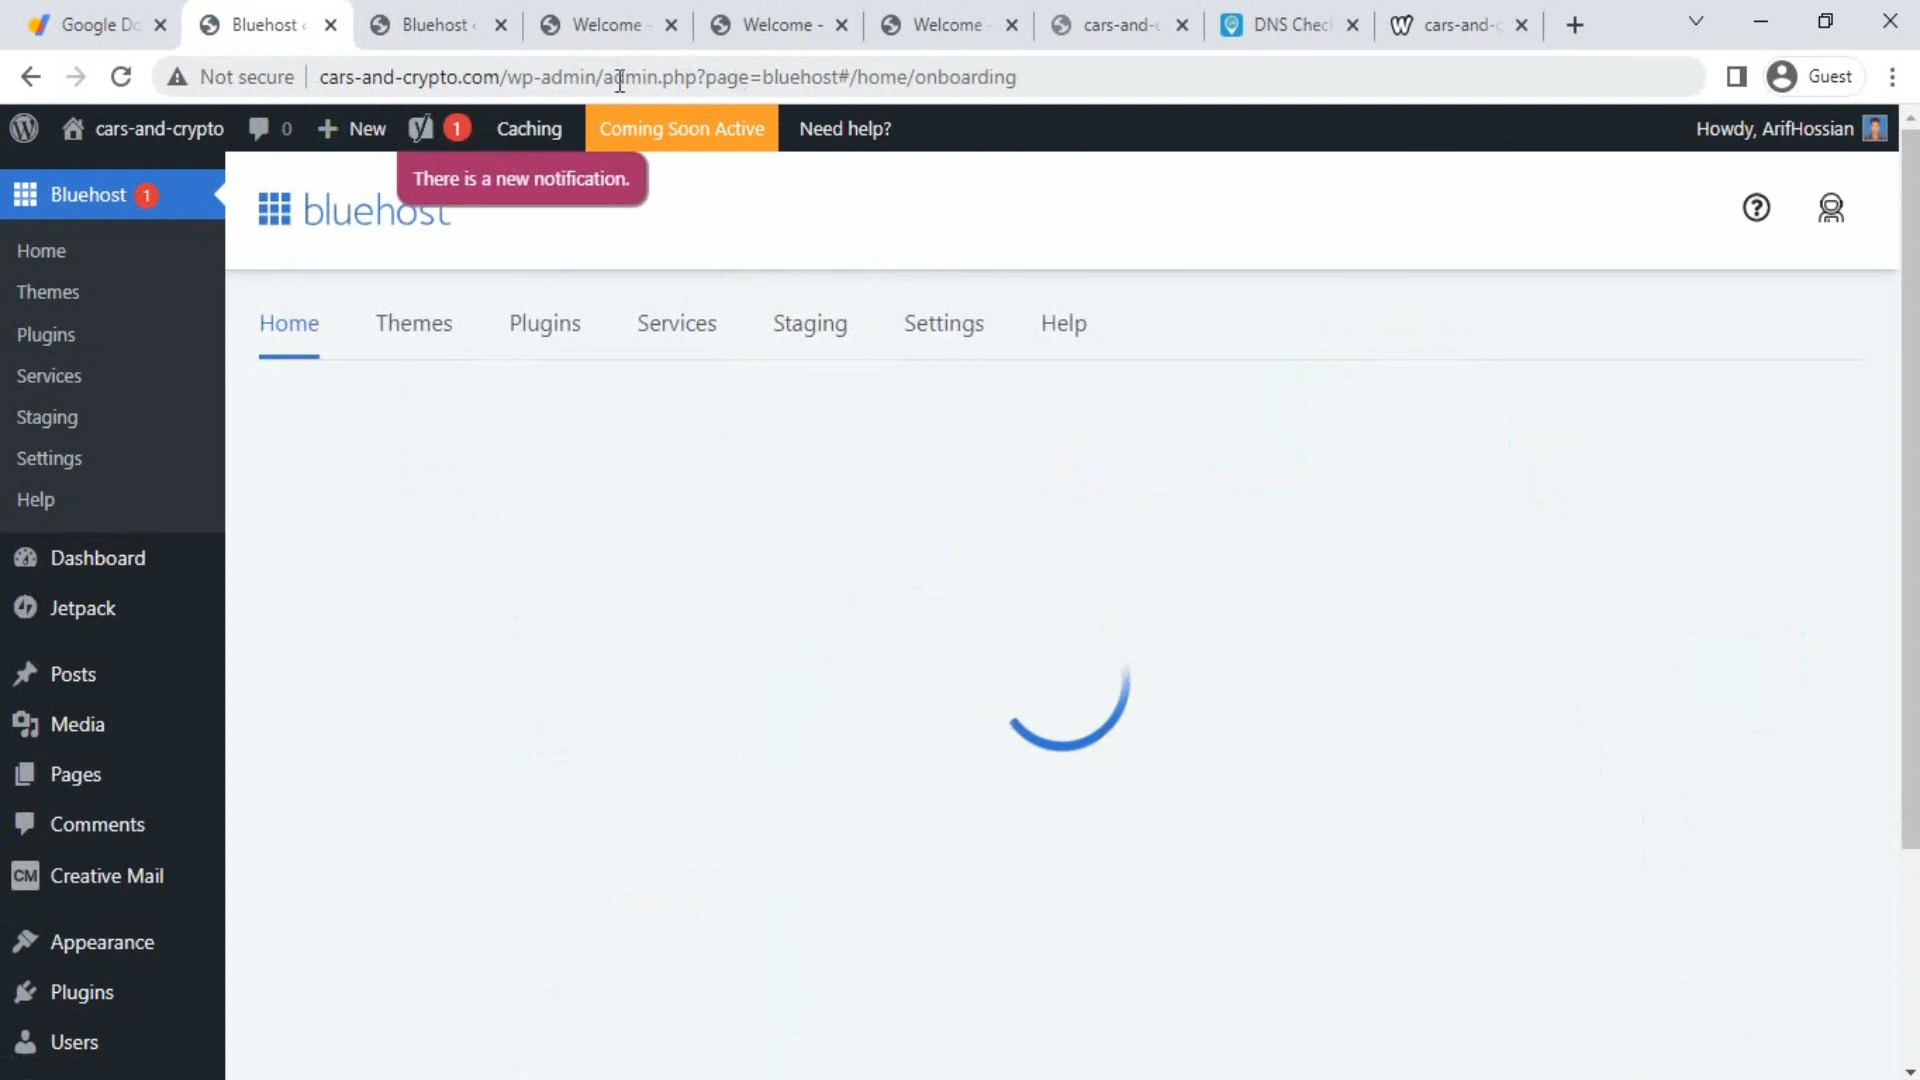 Google Do
Bluehost
Bluehost
Welcome -
Welcome -
Welcome
cars-and-c
DNS Chec
cars-and-c
Not secure
cars-and-crypto.com/wp-admin/admin.php?page=bluehost#/home/onboarding
Guest
cars-and-crypto
0
New
1
Caching
Coming Soon Active
Need help?
Howdy, ArifHossian
There is a new notification.
Bluehost 1
bluehost
Home
Themes
Plugins
Services
Staging
Settings
Help
Home
Themes
Plugins
Services
Staging
Settings
Help
Dashboard
Jetpack
Posts
Media
Pages
Comments
CM
Creative Mail
Appearance
Plugins
Users